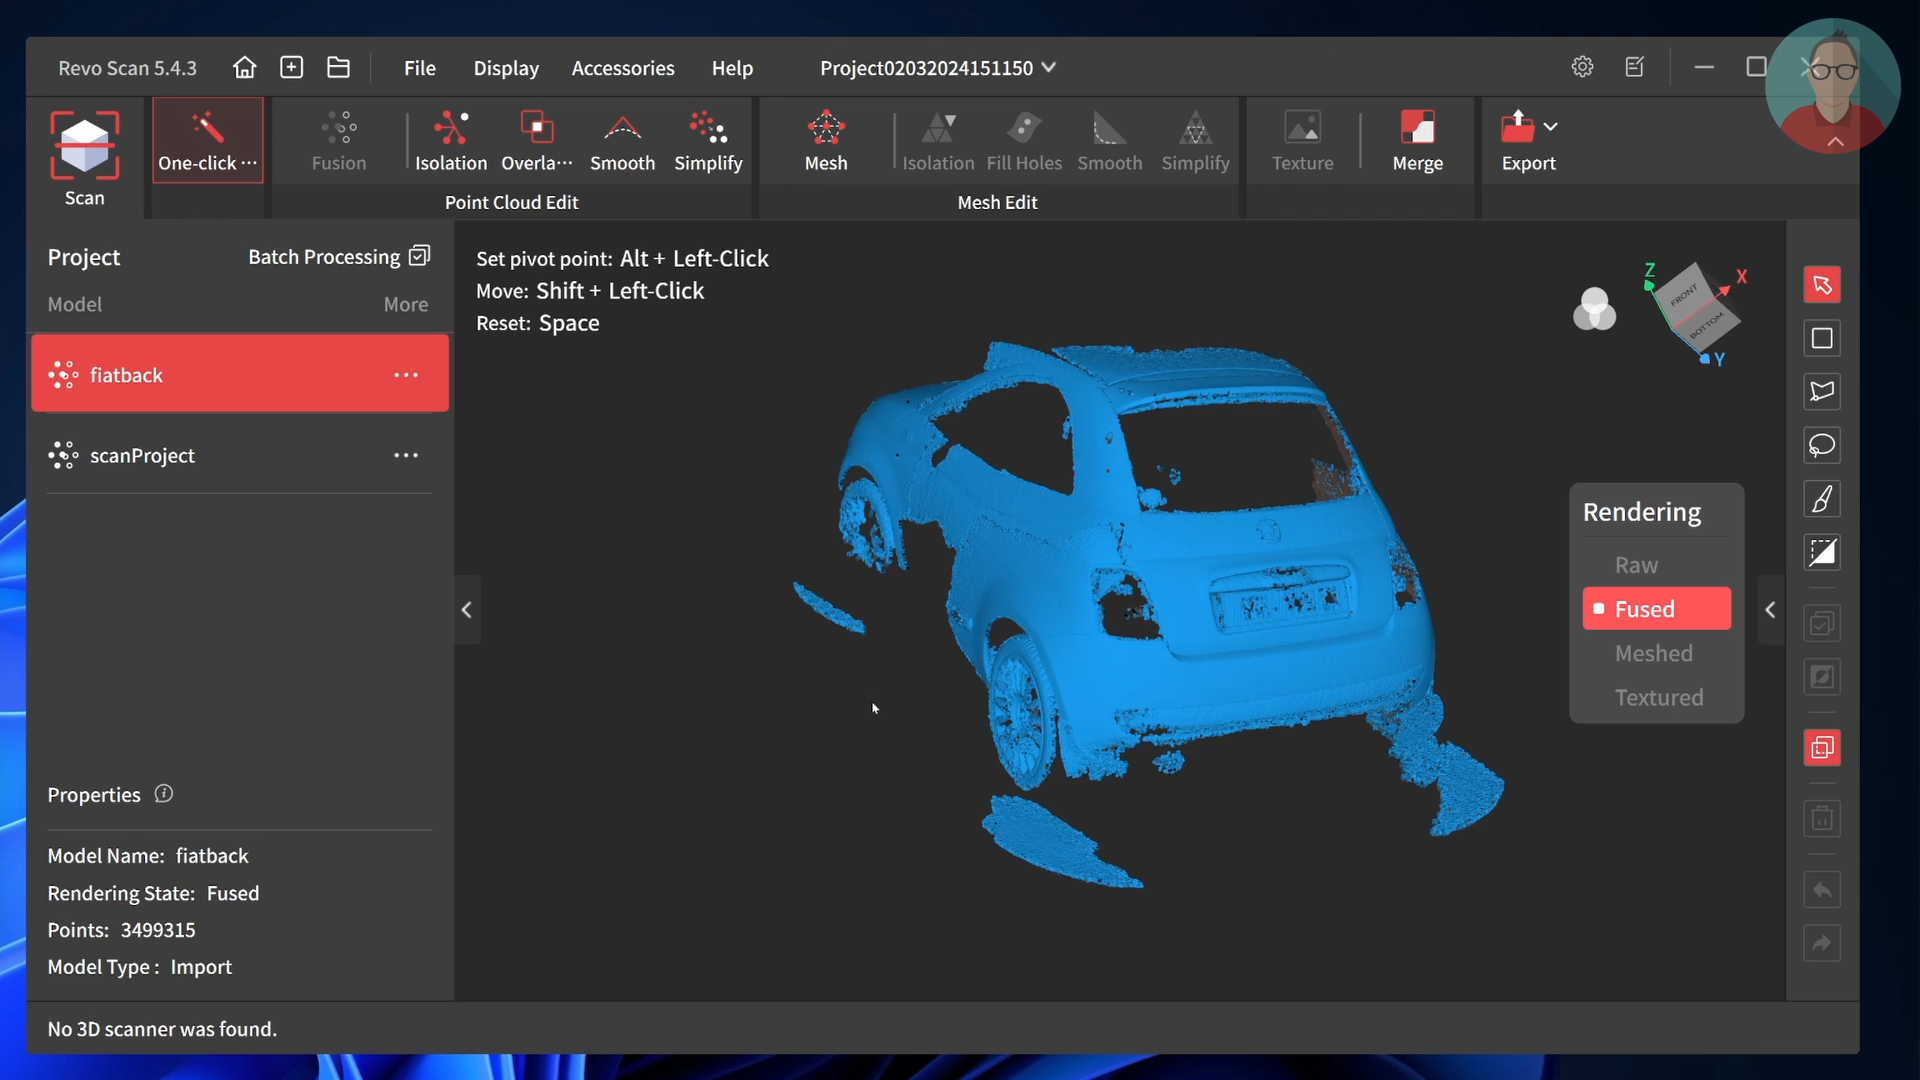 Revo Scan 5.4.3
File
Display
Accessories
Help
Project02032024151150
Scan
One-click ···
Fusion
Isolation
Overla···
Smooth
Simplify
Point Cloud Edit
Mesh
Isolation
Fill Holes
Smooth
Simplify
Mesh Edit
Texture
Merge
Export
Project
Batch Processing
Model
More
fiatback
scanProject
Properties
Model Name: fiatback
Rendering State: Fused
Points: 3499315
Model Type : Import
No 3D scanner was found.
Set pivot point: Alt + Left-Click
Move: Shift + Left-Click
Reset: Space
Z
X
FRONT
BOTTOM
Y
Rendering
Raw
Fused
Meshed
Textured